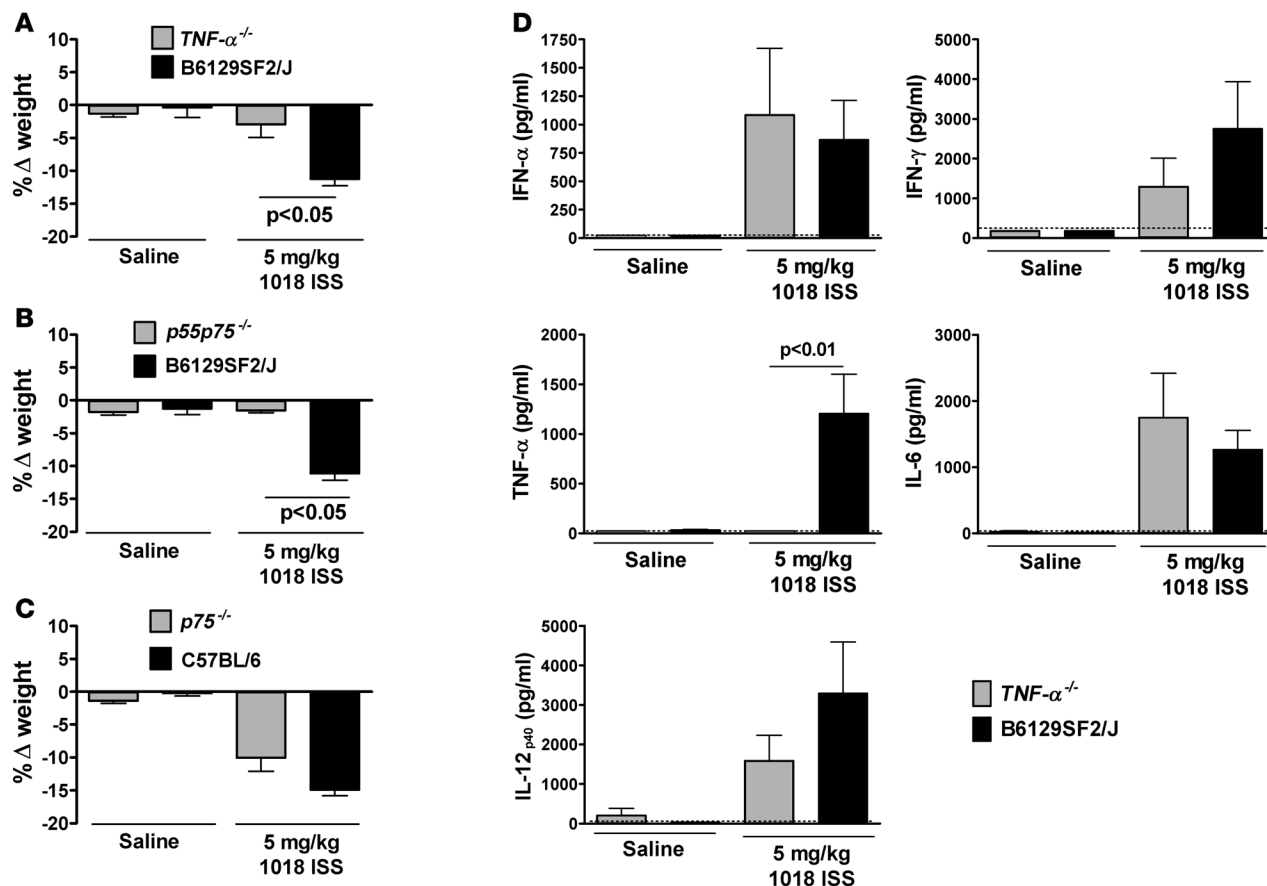 A
TNF-α⁻/⁻
B6129SF2/J
% Δ weight
10
5
0
-5
-10
-15
-20
p<0.05
Saline
5 mg/kg
1018 ISS
B
p55p75⁻/⁻
B6129SF2/J
% Δ weight
10
5
0
-5
-10
-15
-20
p<0.05
Saline
5 mg/kg
1018 ISS
C
p75⁻/⁻
C57BL/6
% Δ weight
10
5
0
-5
-10
-15
-20
Saline
5 mg/kg
1018 ISS
D
IFN-α (pg/ml)
1750
1500
1250
1000
750
500
250
0
Saline
5 mg/kg
1018 ISS
IFN-γ (pg/ml)
5000
4000
3000
2000
1000
0
Saline
5 mg/kg
1018 ISS
TNF-α (pg/ml)
2000
1500
1000
500
0
p<0.01
Saline
5 mg/kg
1018 ISS
IL-6 (pg/ml)
3000
2000
1000
0
Saline
5 mg/kg
1018 ISS
IL-12 p40 (pg/ml)
5000
4000
3000
2000
1000
0
Saline
5 mg/kg
1018 ISS
TNF-α⁻/⁻
B6129SF2/J